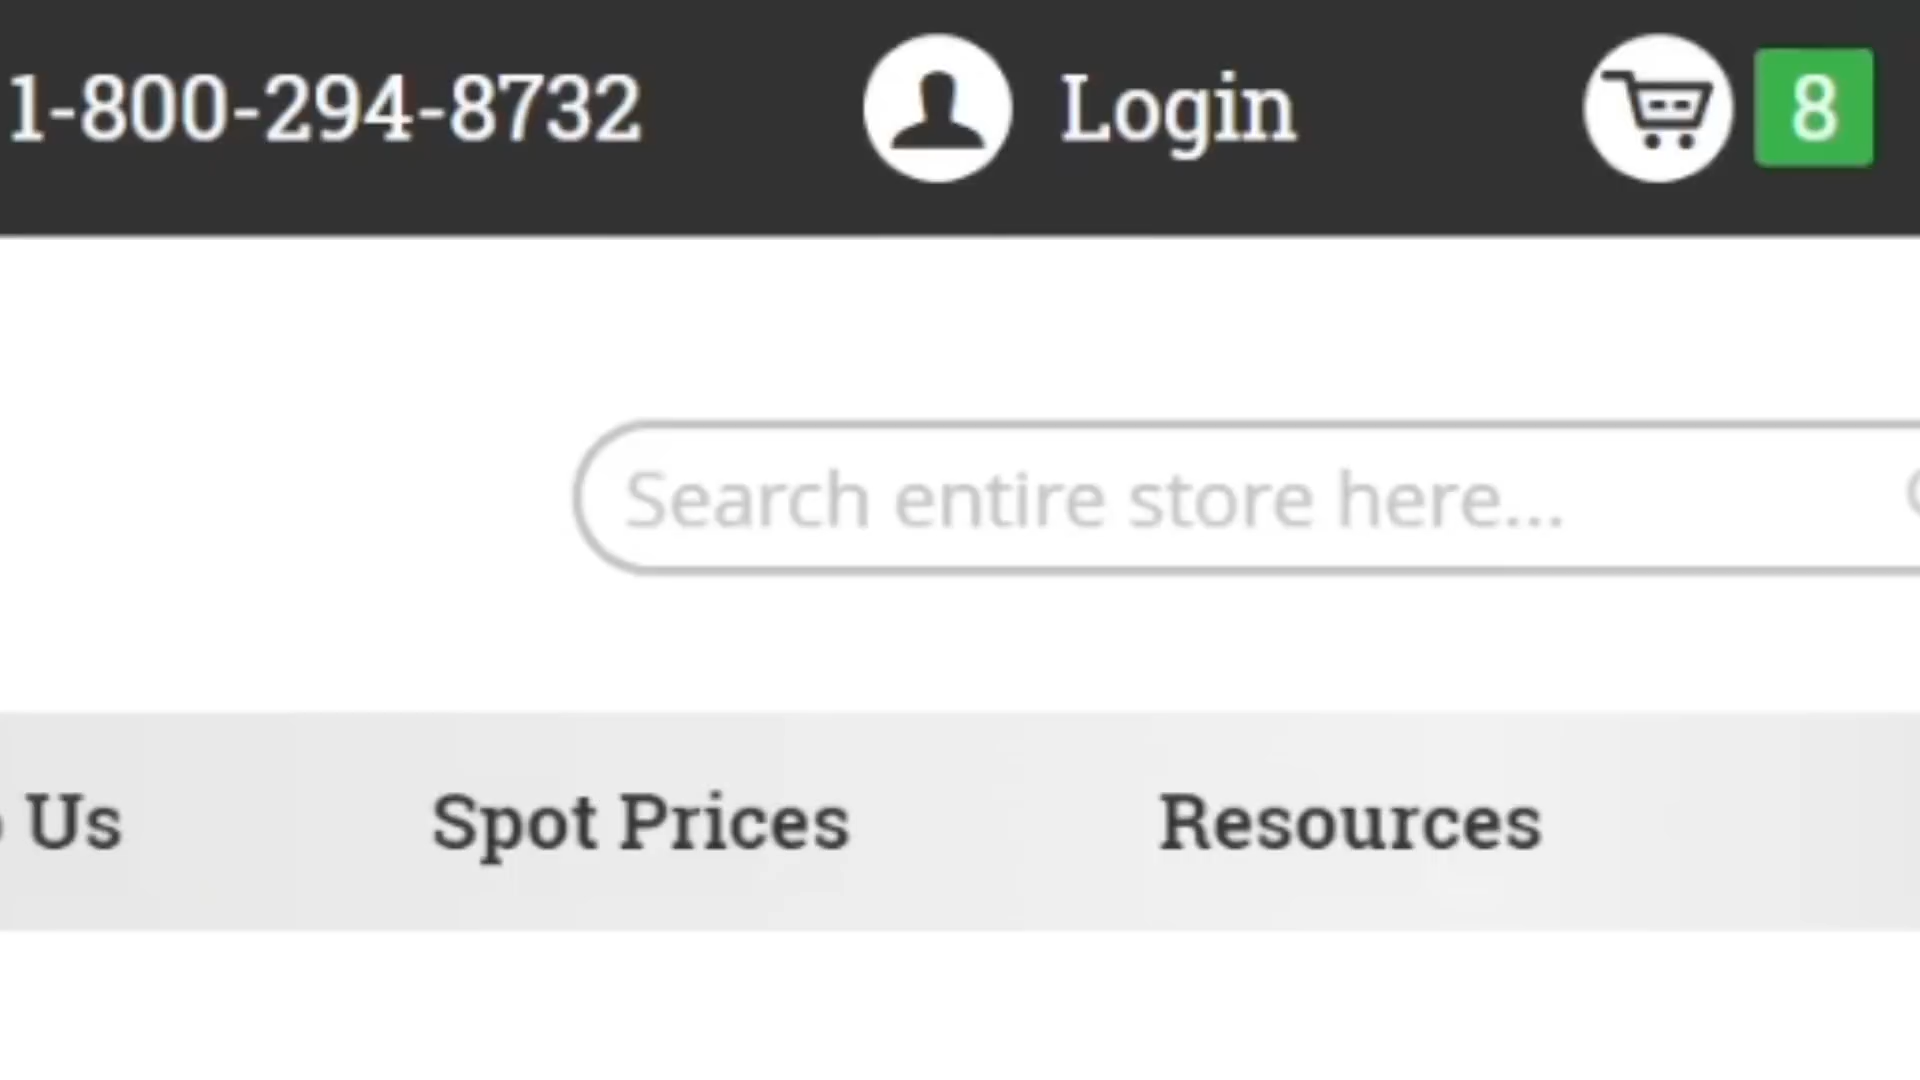 1-800-294-8732 Login 8
Search entire store here...
Us Spot Prices Resources